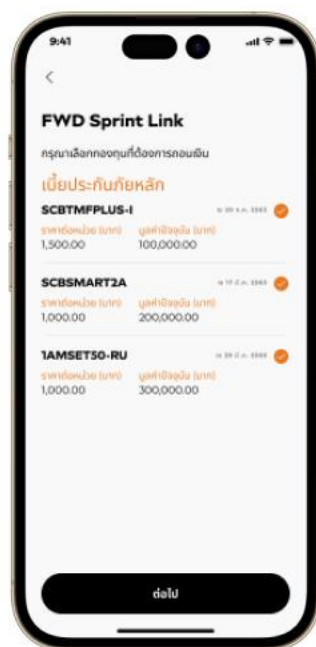 9:41
FWD Sprint Link
กรุณาเลือกกองทุนที่ต้องการถอนเงิน
เบี้ยประกันภัยหลัก
SCBTMFPLUS-I
ราคาต่อหน่วย (บาท) มูลค่าปัจจุบัน (บาท)
1,500.00 100,000.00
SCBSMART2A
ราคาต่อหน่วย (บาท) มูลค่าปัจจุบัน (บาท)
1,000.00 200,000.00
1AMSET50-RU
ราคาต่อหน่วย (บาท) มูลค่าปัจจุบัน (บาท)
1,000.00 300,000.00
ต่อไป